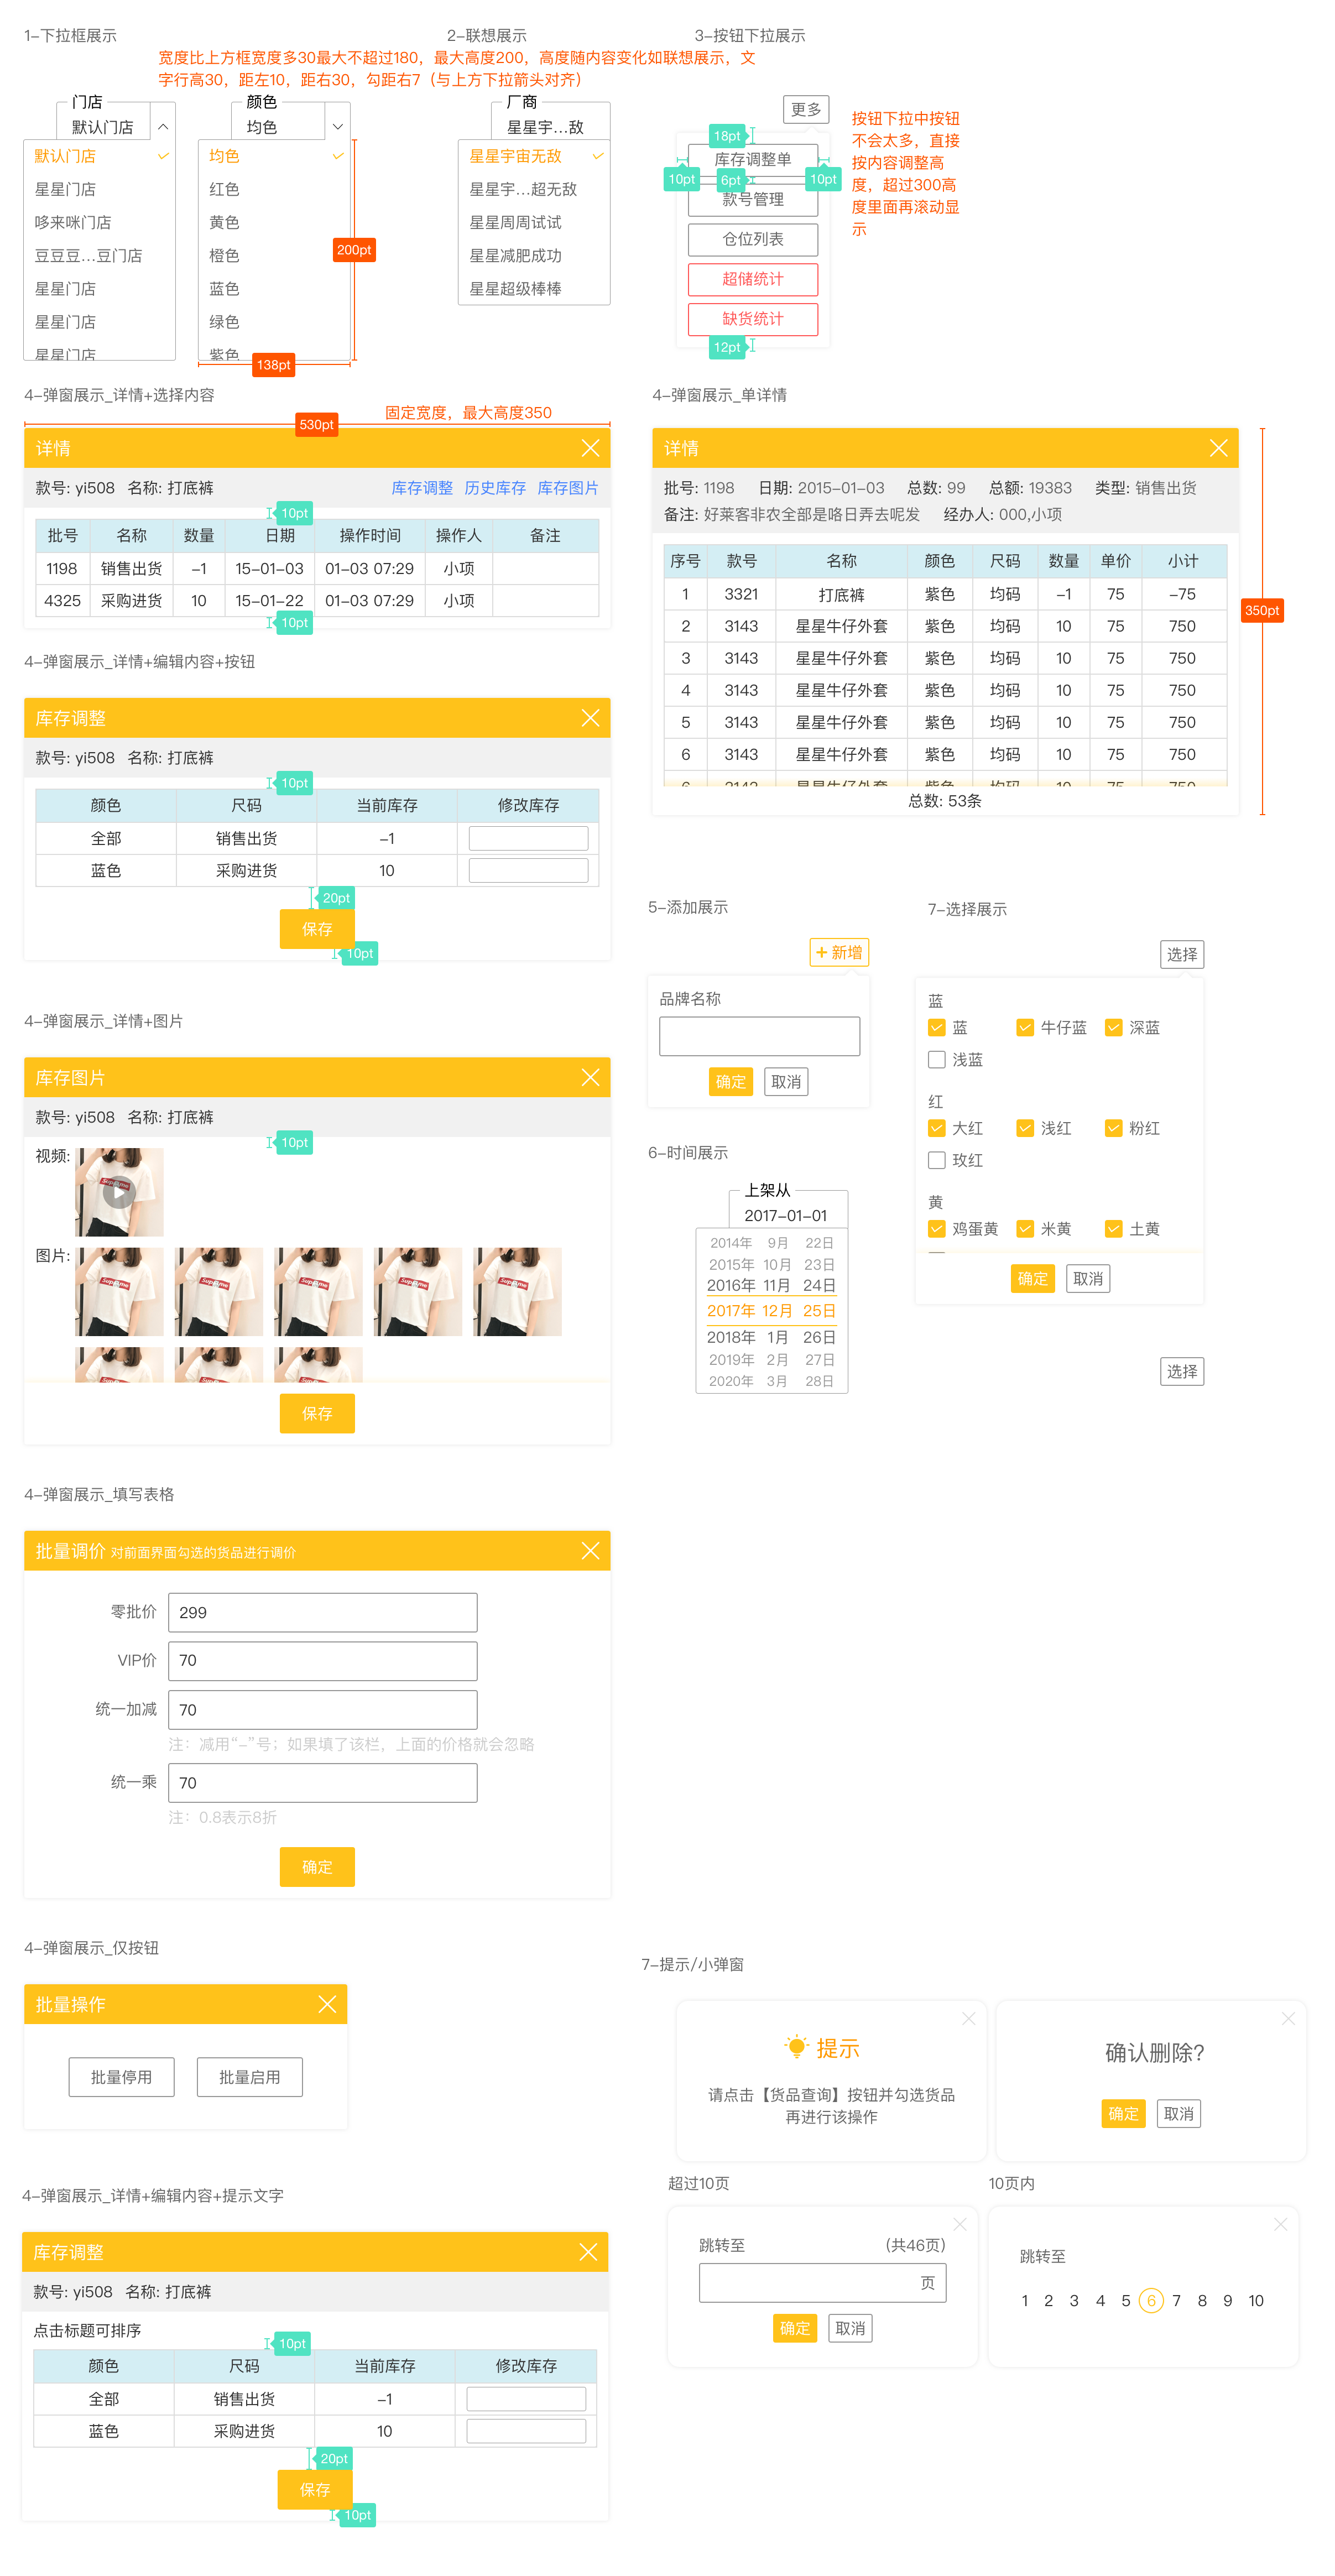 1-下拉框展示
2-联想展示
3-按钮下拉展示
宽度比上方框宽度多30最大不超过180，最大高度200，高度随内容变化如联想展示，文
字行高30，距左10，距右30，勾距右7（与上方下拉箭头对齐）
门店
默认门店
默认门店
星星门店
哆来咪门店
豆豆豆...豆门店
星星门店
星星门店
星星门店
颜色
均色
均色
红色
黄色
橙色
蓝色
绿色
紫色
200pt
138pt
厂商
星星宇...敌
星星宇宙无敌
星星宇...超无敌
星星周周试试
星星减肥成功
星星超级棒棒
更多
18pt
库存调整单
10pt
6pt
10pt
款号管理
仓位列表
超储统计
缺货统计
12pt
按钮下拉中按钮
不会太多，直接
按内容调整高
度，超过300高
度里面再滚动显
示
4-弹窗展示_详情+选择内容
固定宽度，最大高度350
530pt
详情
款号: yi508 名称: 打底裤 库存调整 历史库存 库存图片
10pt
批号 名称 数量 日期 操作时间 操作人 备注
1198 销售出货 -1 15-01-03 01-03 07:29 小项
4325 采购进货 10 15-01-22 01-03 07:29 小项
10pt
4-弹窗展示_单详情
详情
批号: 1198 日期: 2015-01-03 总数: 99 总额: 19383 类型: 销售出货
备注: 好莱客非农全部是咯日弄去呢发 经办人: 000,小项
序号 款号 名称 颜色 尺码 数量 单价 小计
1 3321 打底裤 紫色 均码 -1 75 -75
2 3143 星星牛仔外套 紫色 均码 10 75 750
3 3143 星星牛仔外套 紫色 均码 10 75 750
4 3143 星星牛仔外套 紫色 均码 10 75 750
5 3143 星星牛仔外套 紫色 均码 10 75 750
6 3143 星星牛仔外套 紫色 均码 10 75 750
6 3143 星星牛仔外套 紫色 均码 10 75 750
总数: 53条
350pt
4-弹窗展示_详情+编辑内容+按钮
库存调整
款号: yi508 名称: 打底裤
10pt
颜色 尺码 当前库存 修改库存
全部 销售出货 -1
蓝色 采购进货 10
20pt
保存
10pt
4-弹窗展示_详情+图片
库存图片
款号: yi508 名称: 打底裤
10pt
视频:
图片:
保存
5-添加展示
+ 新增
品牌名称
确定 取消
6-时间展示
上架从
2017-01-01
2014年 9月 22日
2015年 10月 23日
2016年 11月 24日
2017年 12月 25日
2018年 1月 26日
2019年 2月 27日
2020年 3月 28日
7-选择展示
选择
蓝
蓝 牛仔蓝 深蓝
浅蓝
红
大红 浅红 粉红
玫红
黄
鸡蛋黄 米黄 土黄
确定 取消
选择
4-弹窗展示_填写表格
批量调价 对前面界面勾选的货品进行调价
零批价 299
VIP价 70
统一加减 70
注：减用“-”号；如果填了该栏，上面的价格就会忽略
统一乘 70
注：0.8表示8折
确定
4-弹窗展示_仅按钮
批量操作
批量停用 批量启用
7-提示/小弹窗
提示
请点击【货品查询】按钮并勾选货品
再进行该操作
确认删除?
确定 取消
超过10页
跳转至 (共46页)
页
确定 取消
10页内
跳转至
1 2 3 4 5 6 7 8 9 10
4-弹窗展示_详情+编辑内容+提示文字
库存调整
款号: yi508 名称: 打底裤
点击标题可排序
10pt
颜色 尺码 当前库存 修改库存
全部 销售出货 -1
蓝色 采购进货 10
20pt
保存
10pt